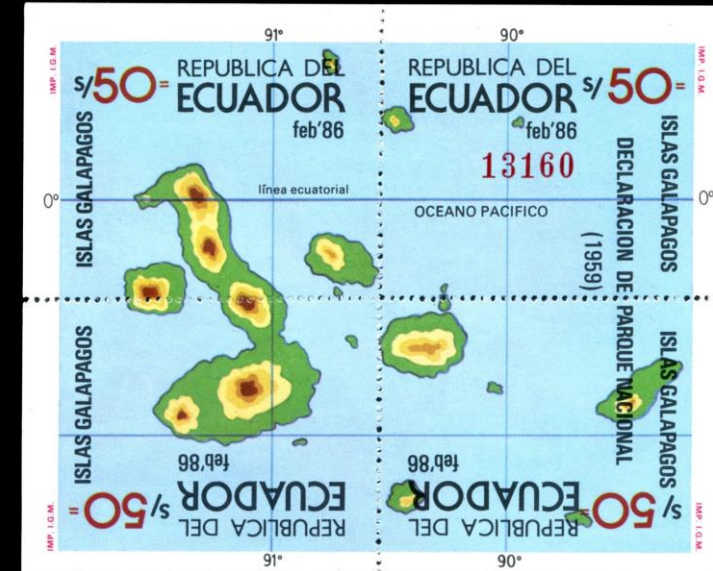 91°
90°
IMP. I.G.M.
S/50=
REPUBLICA DEL
ECUADOR
feb'86
ISLAS GALAPAGOS
REPUBLICA DEL
ECUADOR
feb'86
S/50=
IMP. I.G.M.
13160
ISLAS GALAPAGOS
DECLARACION DE PARQUE NACIONAL
(1959)
0°
línea ecuatorial
OCEANO PACIFICO
0°
ISLAS GALAPAGOS
ISLAS GALAPAGOS
feb'86
ECUADOR
REPUBLICA DEL
S/50=
IMP. I.G.M.
feb'86
ECUADOR
REPUBLICA DEL
S/50=
IMP. I.G.M.
91°
90°